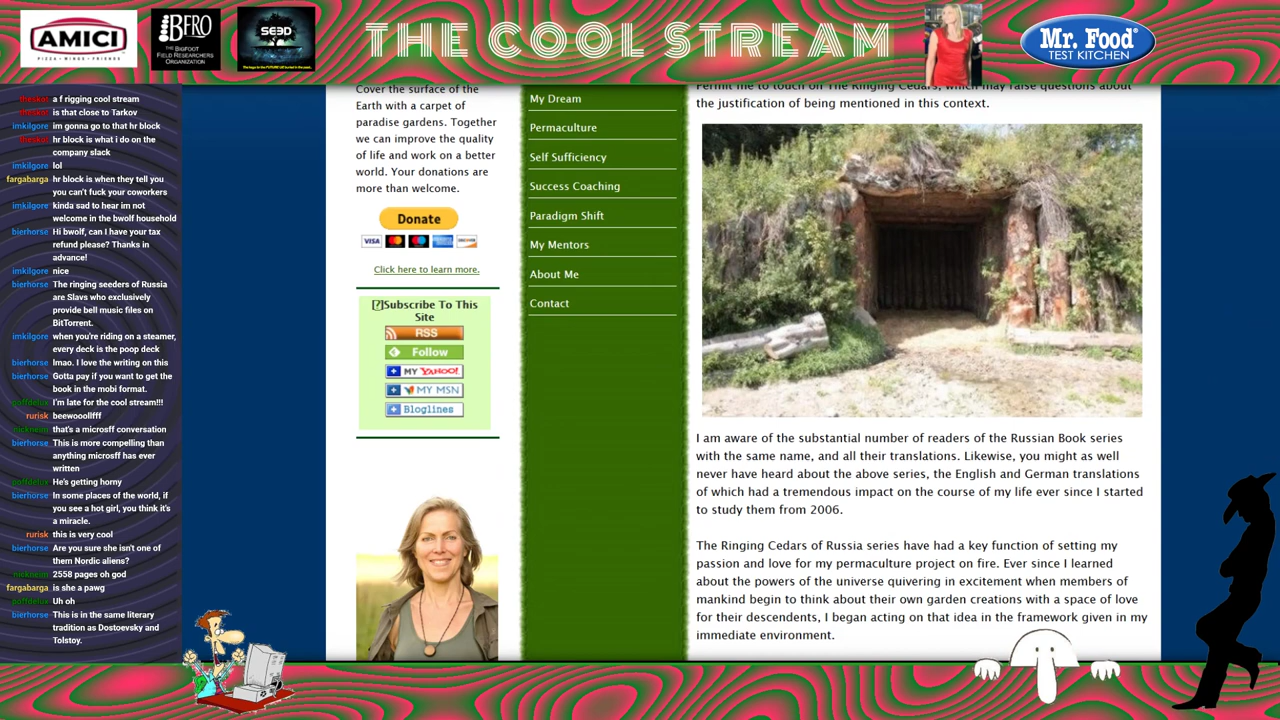 AMICI
PIZZA • WINGS • FRIENDS
BFRO
THE BIGFOOT
FIELD RESEARCHERS
ORGANIZATION
SEED
THE COOL STREAM
Mr. Food®
TEST KITCHEN
theskot a f rigging cool stream
theskot is that close to Tarkov
imkilgore im gonna go to that hr block
theskot hr block is what i do on the
company slack
imkilgore lol
fargabarga hr block is when they tell you
you can't fuck your coworkers
imkilgore kinda sad to hear im not
welcome in the bwolf household
bierhorse Hi bwolf, can I have your tax
refund please? Thanks in
advance!
imkilgore nice
bierhorse The ringing seeders of Russia
are Slavs who exclusively
provide bell music files on
BitTorrent.
imkilgore when you're riding on a steamer,
every deck is the poop deck
bierhorse lmao. I love the writing on this
bierhorse Gotta pay if you want to get the
book in the mobi format.
I'm late for the cool stream!!!
rurisk beewooollfff
that's a microsff conversation
bierhorse This is more compelling than
anything microsff has ever
written
He's getting horny
bierhorse In some places of the world, if
you see a hot girl, you think it's
a miracle.
rurisk this is very cool
bierhorse Are you sure she isn't one of
them Nordic aliens?
2558 pages oh god
fargabarga is she a pawg
Uh oh
bierhorse This is in the same literary
tradition as Dostoevsky and
Tolstoy.
Cover the surface of the
Earth with a carpet of
paradise gardens. Together
we can improve the quality
of life and work on a better
world. Your donations are
more than welcome.
Donate
VISA
Click here to learn more.
[?]Subscribe To This
Site
RSS
Follow
MY YAHOO!
MY MSN
Bloglines
My Dream
Permaculture
Self Sufficiency
Success Coaching
Paradigm Shift
My Mentors
About Me
Contact
Permit me to touch on The Ringing Cedars, which may raise questions about
the justification of being mentioned in this context.
I am aware of the substantial number of readers of the Russian Book series
with the same name, and all their translations. Likewise, you might as well
never have heard about the above series, the English and German translations
of which had a tremendous impact on the course of my life ever since I started
to study them from 2006.
The Ringing Cedars of Russia series have had a key function of setting my
passion and love for my permaculture project on fire. Ever since I learned
about the powers of the universe quivering in excitement when members of
mankind begin to think about their own garden creations with a space of love
for their descendents, I began acting on that idea in the framework given in my
immediate environment.